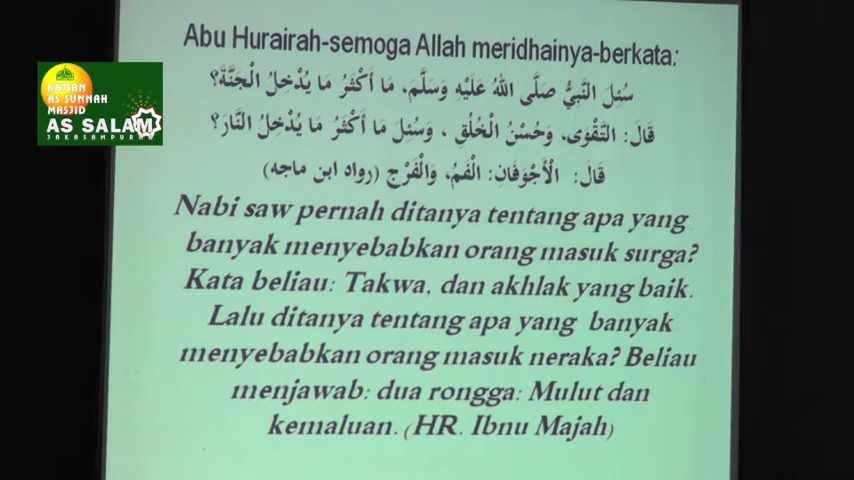 KAJIAN
AS SUNNAH
MASJID
AS SALAM
JAKASAMPURNA
Abu Hurairah-semoga Allah meridhainya-berkata:
سُئِلَ النَّبِيُّ صَلَّى اللهُ عَلَيْهِ وَسَلَّمَ، مَا أَكْثَرُ مَا يُدْخِلُ الْجَنَّةَ؟
قَالَ: التَّقْوَى، وَحُسْنُ الْخُلُقِ ، وَسُئِلَ مَا أَكْثَرُ مَا يُدْخِلُ النَّارَ؟
قَالَ: الْأَجْوَفَانِ: الْفَمُ، وَالْفَرْج (رواد ابن ماجه)
Nabi saw pernah ditanya tentang apa yang
banyak menyebabkan orang masuk surga?
Kata beliau: Takwa, dan akhlak yang baik.
Lalu ditanya tentang apa yang banyak
menyebabkan orang masuk neraka? Beliau
menjawab: dua rongga: Mulut dan
kemaluan. (HR. Ibnu Majah)